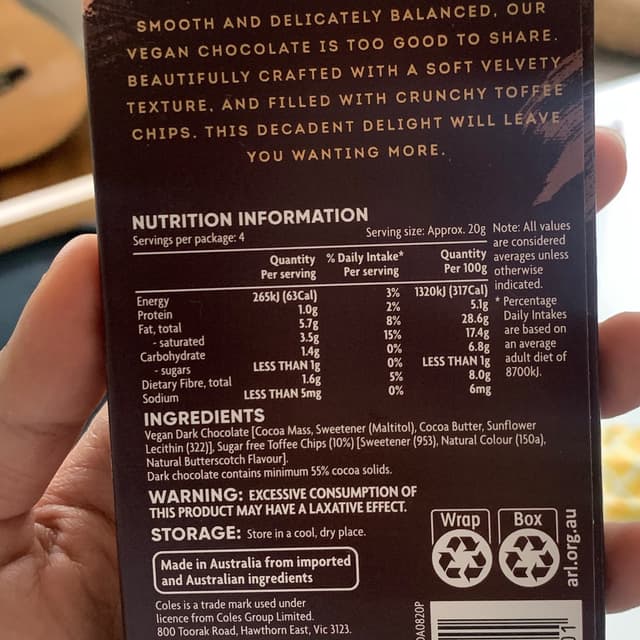 SMOOTH AND DELICATELY BALANCED, OUR
VEGAN CHOCOLATE IS TOO GOOD TO SHARE.
BEAUTIFULLY CRAFTED WITH A SOFT VELVETY
TEXTURE, AND FILLED WITH CRUNCHY TOFFEE
CHIPS. THIS DECADENT DELIGHT WILL LEAVE
YOU WANTING MORE.
NUTRITION INFORMATION
Servings per package: 4 Serving size: Approx. 20g
Quantity Per serving % Daily Intake* Per serving Quantity Per 100g
Energy 265kJ (63Cal) 3% 1320kJ (317Cal)
Protein 1.0g 2% 5.1g
Fat, total 5.7g 8% 28.6g
- saturated 3.5g 15% 17.4g
Carbohydrate 1.4g 0% 6.8g
- sugars LESS THAN 1g 0% LESS THAN 1g
Dietary Fibre, total 1.6g 5% 8.0g
Sodium LESS THAN 5mg 0% 6mg
Note: All values
are considered
averages unless
otherwise
indicated.
* Percentage
Daily Intakes
are based on
an average
adult diet of
8700kJ.
INGREDIENTS
Vegan Dark Chocolate [Cocoa Mass, Sweetener (Maltitol), Cocoa Butter, Sunflower
Lecithin (322)], Sugar free Toffee Chips (10%) [Sweetener (953), Natural Colour (150a),
Natural Butterscotch Flavour].
Dark chocolate contains minimum 55% cocoa solids.
WARNING: EXCESSIVE CONSUMPTION OF
THIS PRODUCT MAY HAVE A LAXATIVE EFFECT.
STORAGE: Store in a cool, dry place.
Made in Australia from imported
and Australian ingredients
Wrap Box
arl.org.au
Coles is a trade mark used under
licence from Coles Group Limited.
800 Toorak Road, Hawthorn East, Vic 3123.